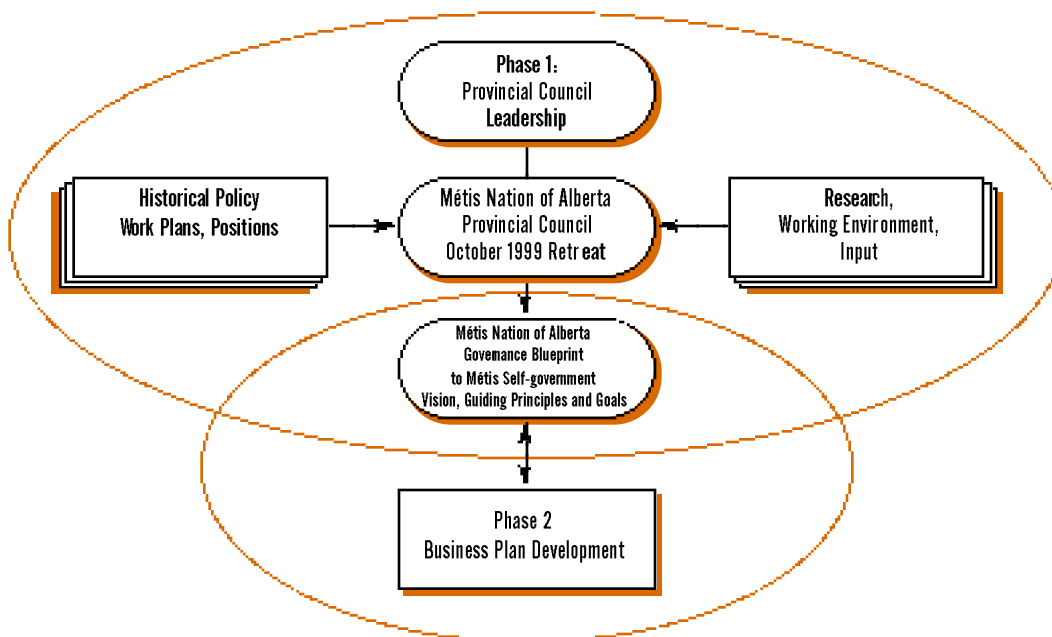 Phase 1:
Provincial Council
Leadership
Historical Policy
Work Plans, Positions
Métis Nation of Alberta
Provincial Council
October 1999 Retreat
Research,
Working Environment,
Input
Métis Nation of Alberta
Governance Blueprint
to Métis Self-government
Vision, Guiding Principles and Goals
Phase 2
Business Plan Development